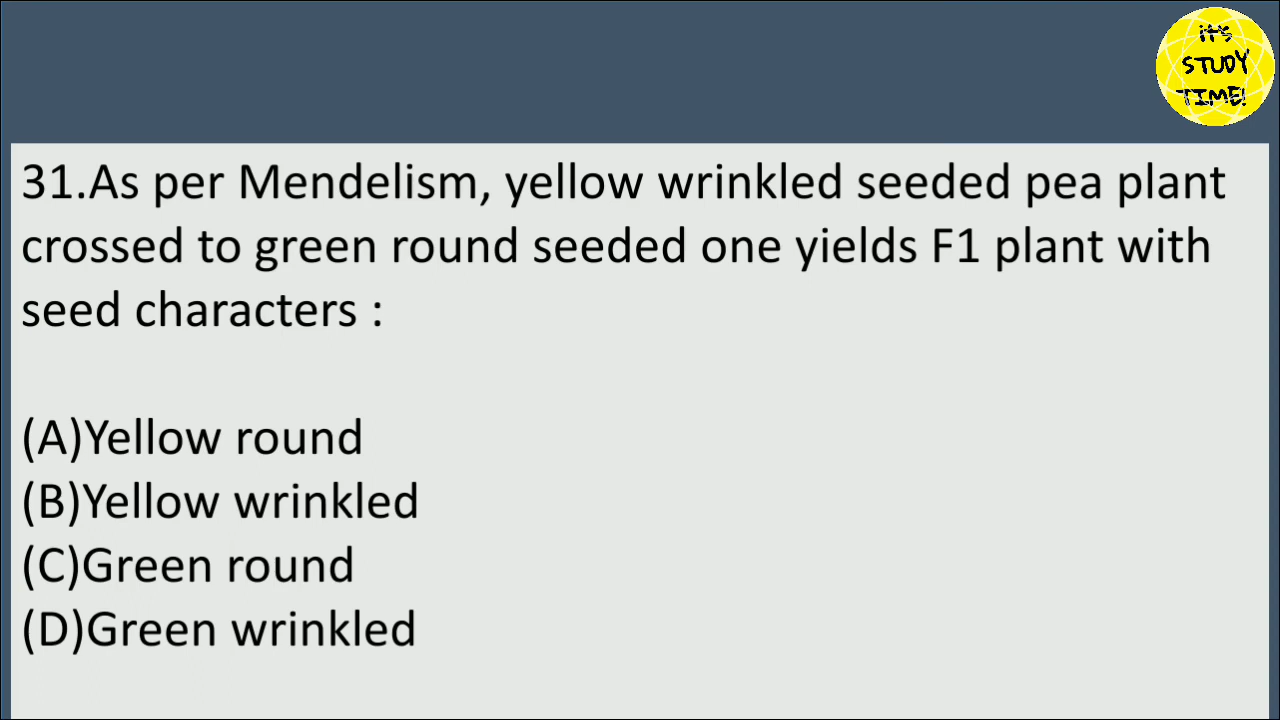 iT'S
STUDY
TIME!
31.As per Mendelism, yellow wrinkled seeded pea plant
crossed to green round seeded one yields F1 plant with
seed characters :
(A)Yellow round
(B)Yellow wrinkled
(C)Green round
(D)Green wrinkled